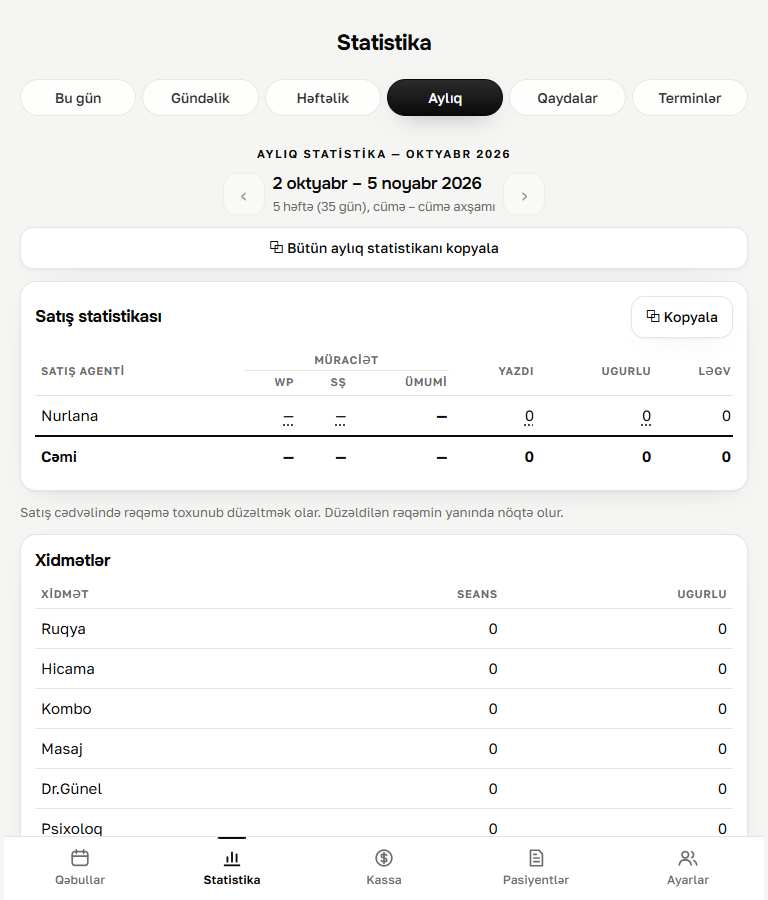 Statistika
Bu gün Gündəlik Həftəlik Aylıq Qaydalar Terminlər
AYLIQ STATİSTİKA — OKTYABR 2026
‹ 2 oktyabr – 5 noyabr 2026 ›
5 həftə (35 gün), cümə – cümə axşamı
Bütün aylıq statistikanı kopyala
Satış statistikası Kopyala
MÜRACİƏT
SATIŞ AGENTİ YAZDI UGURLU LƏGV
WP SŞ ÜMUMİ
Nurlana — — — 0 0 0
Cəmi — — — 0 0 0
Satış cədvəlində rəqəmə toxunub düzəltmək olar. Düzəldilən rəqəmin yanında nöqtə olur.
Xidmətlər
XİDMƏT SEANS UGURLU
Ruqya 0 0
Hicama 0 0
Kombo 0 0
Masaj 0 0
Dr.Günel 0 0
Psixoloq 0 0
Qəbullar Statistika Kassa Pasiyentlər Ayarlar